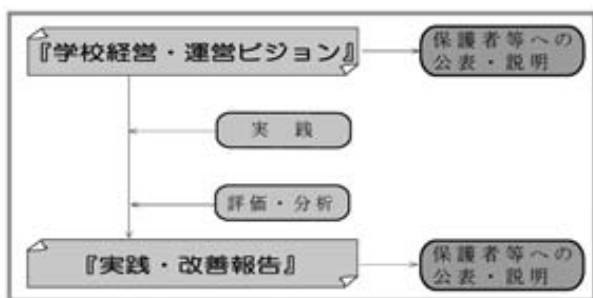 『学校経営・運営ビジョン』
保護者等への
公表・説明
実践
評価・分析
『実践・改善報告』
保護者等への
公表・説明